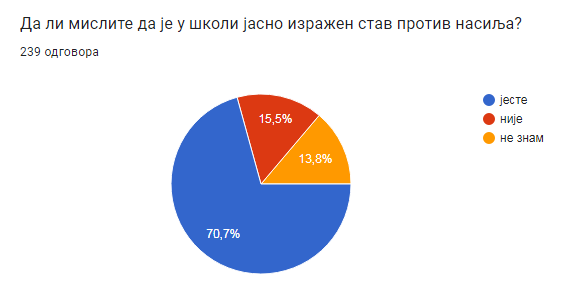 Да ли мислите да је у школи јасно изражен став против насиља?
239 одговора
јесте
није
не знам
15,5%
13,8%
70,7%